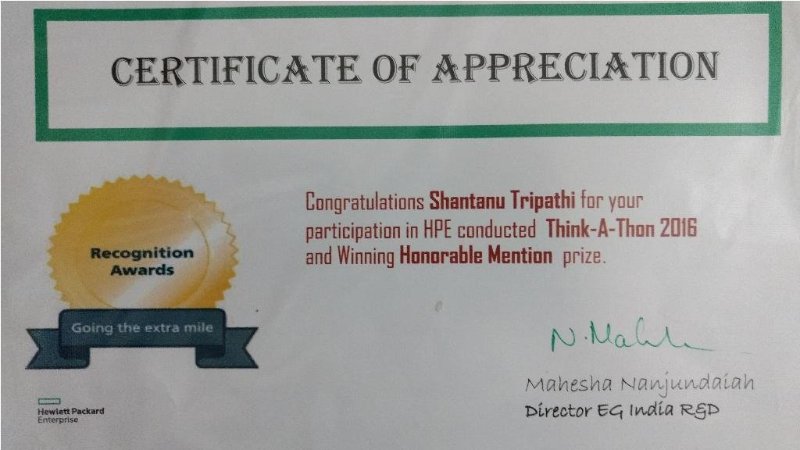 CERTIFICATE OF APPRECIATION
Congratulations Shantanu Tripathi for your
participation in HPE conducted Think-A-Thon 2016
and Winning Honorable Mention prize.
Recognition
Awards
Going the extra mile
N. Mah
Mahesha Nanjundaiah
Director EG India R&D
Hewlett Packard
Enterprise